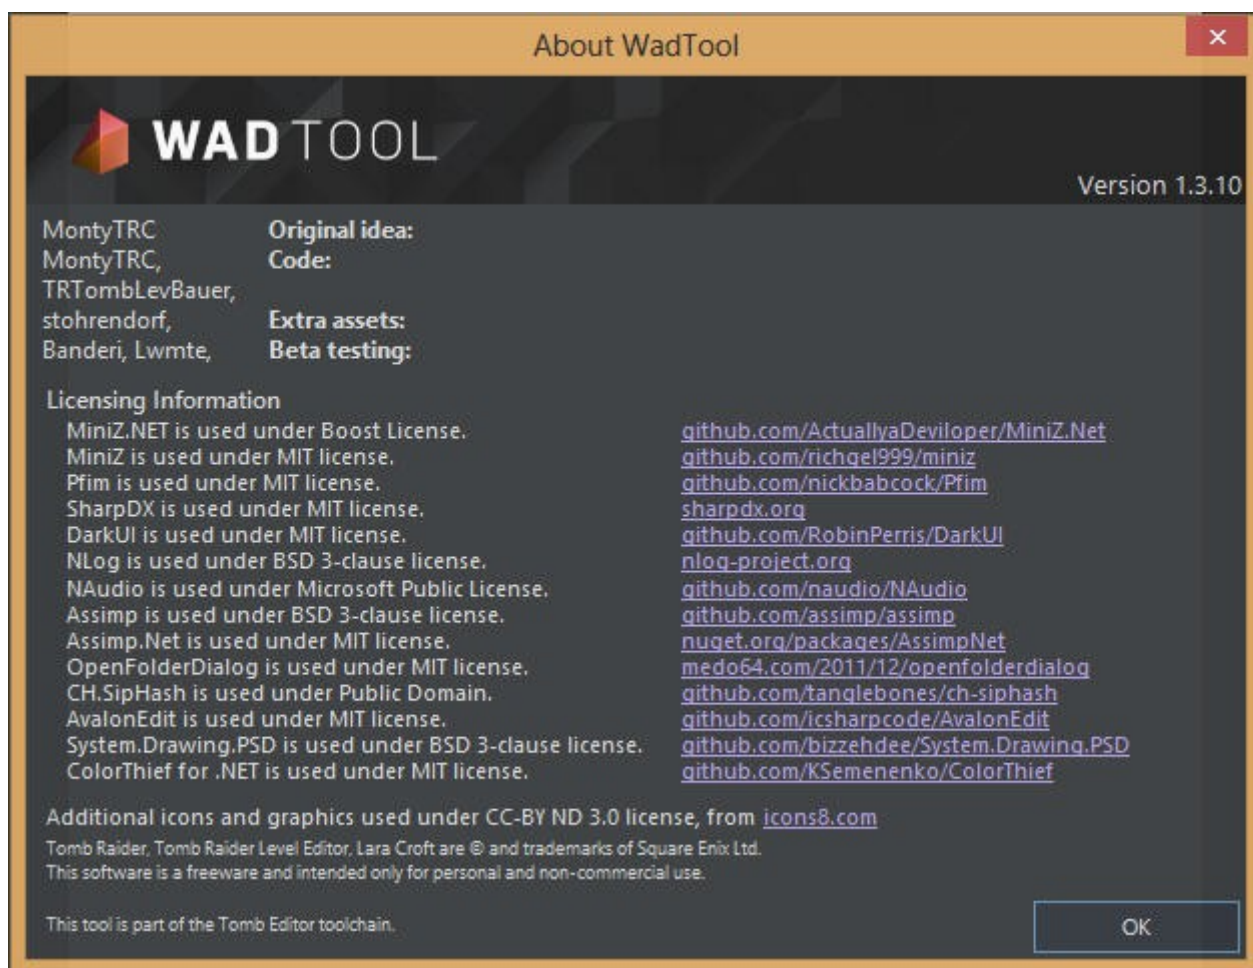 About WadTool
WADTOOL
Version 1.3.10
MontyTRC Original idea:
MontyTRC, Code:
TRTombLevBauer,
stohrendorf, Extra assets:
Banderi, Lwmte, Beta testing:
Licensing Information
MiniZ.NET is used under Boost License. github.com/ActuallyaDeviloper/MiniZ.Net
MiniZ is used under MIT license. github.com/richgel999/miniz
Pfim is used under MIT license. github.com/nickbabcock/Pfim
SharpDX is used under MIT license. sharpdx.org
DarkUI is used under MIT license. github.com/RobinPerris/DarkUI
NLog is used under BSD 3-clause license. nlog-project.org
NAudio is used under Microsoft Public License. github.com/naudio/NAudio
Assimp is used under BSD 3-clause license. github.com/assimp/assimp
Assimp.Net is used under MIT license. nuget.org/packages/AssimpNet
OpenFolderDialog is used under MIT license. medo64.com/2011/12/openfolderdialog
CH.SipHash is used under Public Domain. github.com/tanglebones/ch-siphash
AvalonEdit is used under MIT license. github.com/icsharpcode/AvalonEdit
System.Drawing.PSD is used under BSD 3-clause license. github.com/bizzehdee/System.Drawing.PSD
ColorThief for .NET is used under MIT license. github.com/KSemenenko/ColorThief
Additional icons and graphics used under CC-BY ND 3.0 license, from icons8.com
Tomb Raider, Tomb Raider Level Editor, Lara Croft are © and trademarks of Square Enix Ltd.
This software is a freeware and intended only for personal and non-commercial use.
This tool is part of the Tomb Editor toolchain.
OK